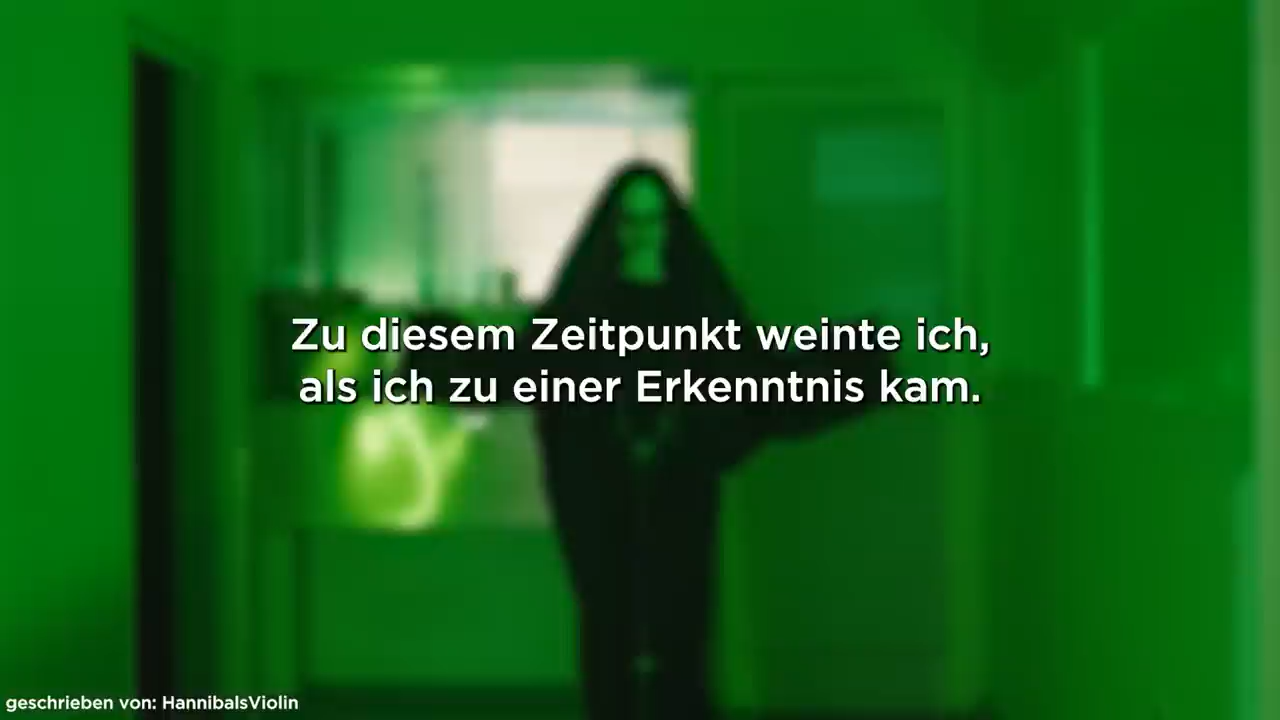 Zu diesem Zeitpunkt weinte ich,
als ich zu einer Erkenntnis kam.
geschrieben von: HannibalsViolin